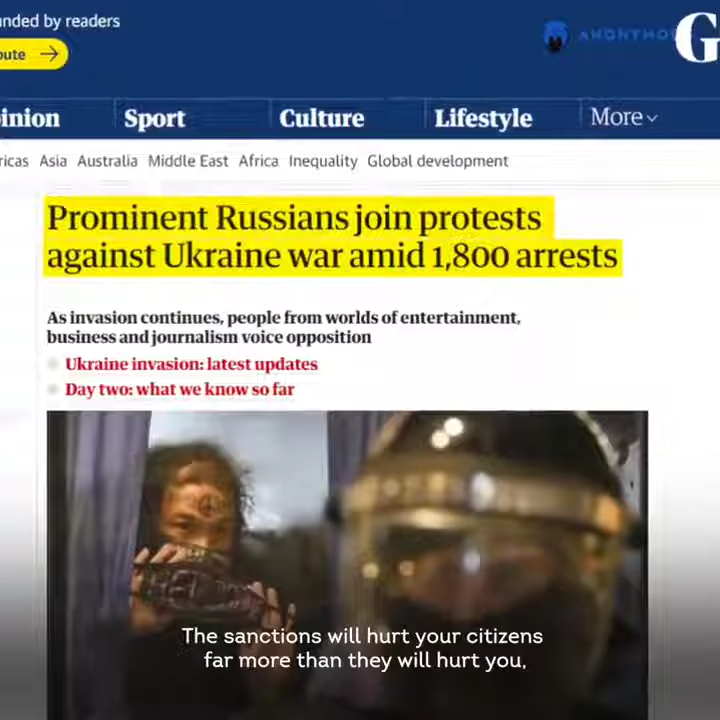 unded by readers
bute →
ANONYMOU
G
inion Sport Culture Lifestyle More
ricas Asia Australia Middle East Africa Inequality Global development
Prominent Russians join protests
against Ukraine war amid 1,800 arrests
As invasion continues, people from worlds of entertainment,
business and journalism voice opposition
Ukraine invasion: latest updates
Day two: what we know so far
The sanctions will hurt your citizens
far more than they will hurt you,